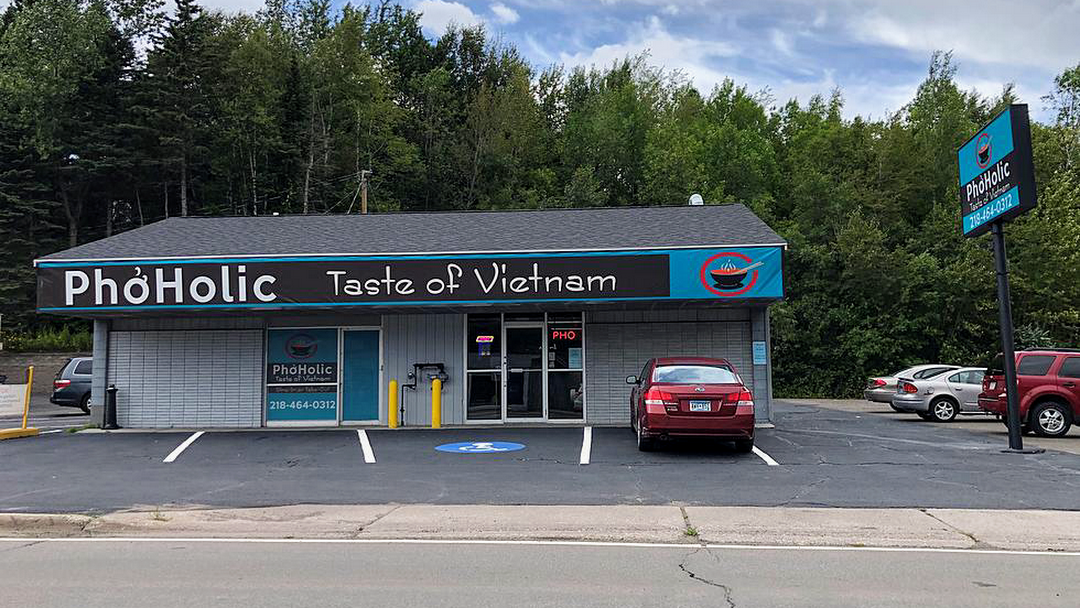 PhởHolic Taste of Vietnam
PhởHolic
Taste of Vietnam
218-464-0312
PHO
PhởHolic
Taste of Vietnam
218-464-0312